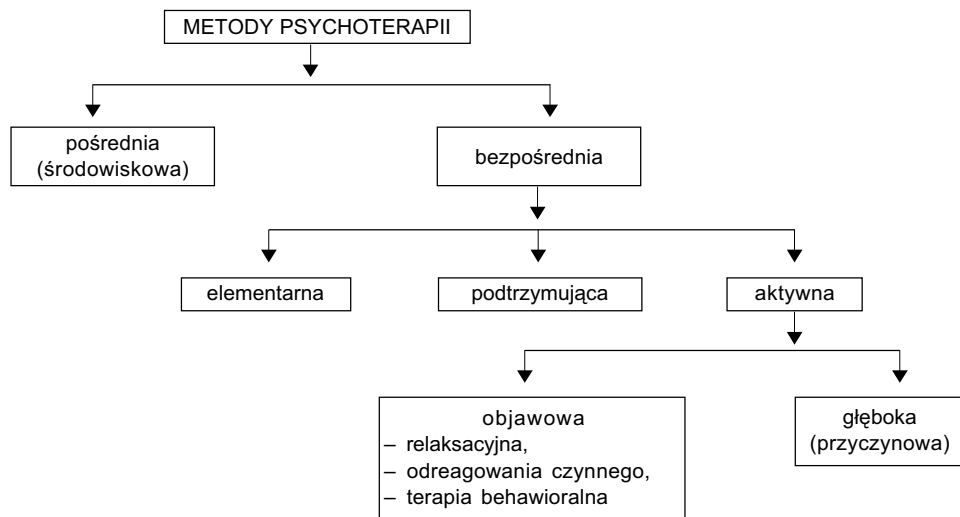 METODY PSYCHOTERAPII
pośrednia
(środowiskowa)
bezpośrednia
elementarna
podtrzymująca
aktywna
objawowa
– relaksacyjna,
– odreagowania czynnego,
– terapia behawioralna
głęboka
(przyczynowa)